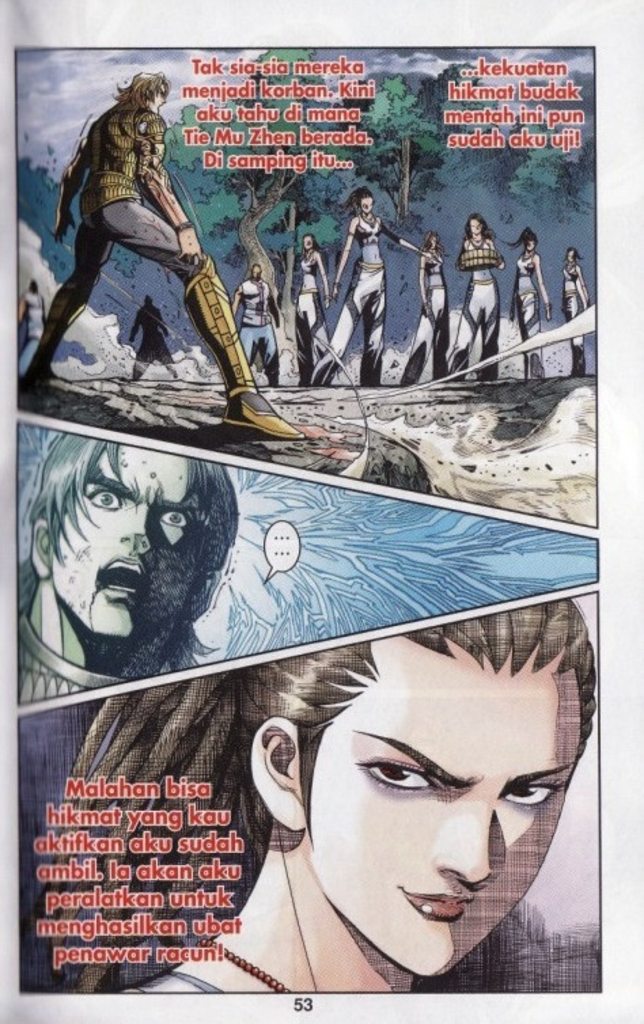 Tak sia-sia mereka
menjadi korban. Kini
aku tahu di mana
Tie Mu Zhen berada.
Di samping itu...
...kekuatan
hikmat budak
mentah ini pun
sudah aku uji!
...
...
Malahan bisa
hikmat yang kau
aktifkan aku sudah
ambil. Ia akan aku
peralatkan untuk
menghasilkan ubat
penawar racun!
53